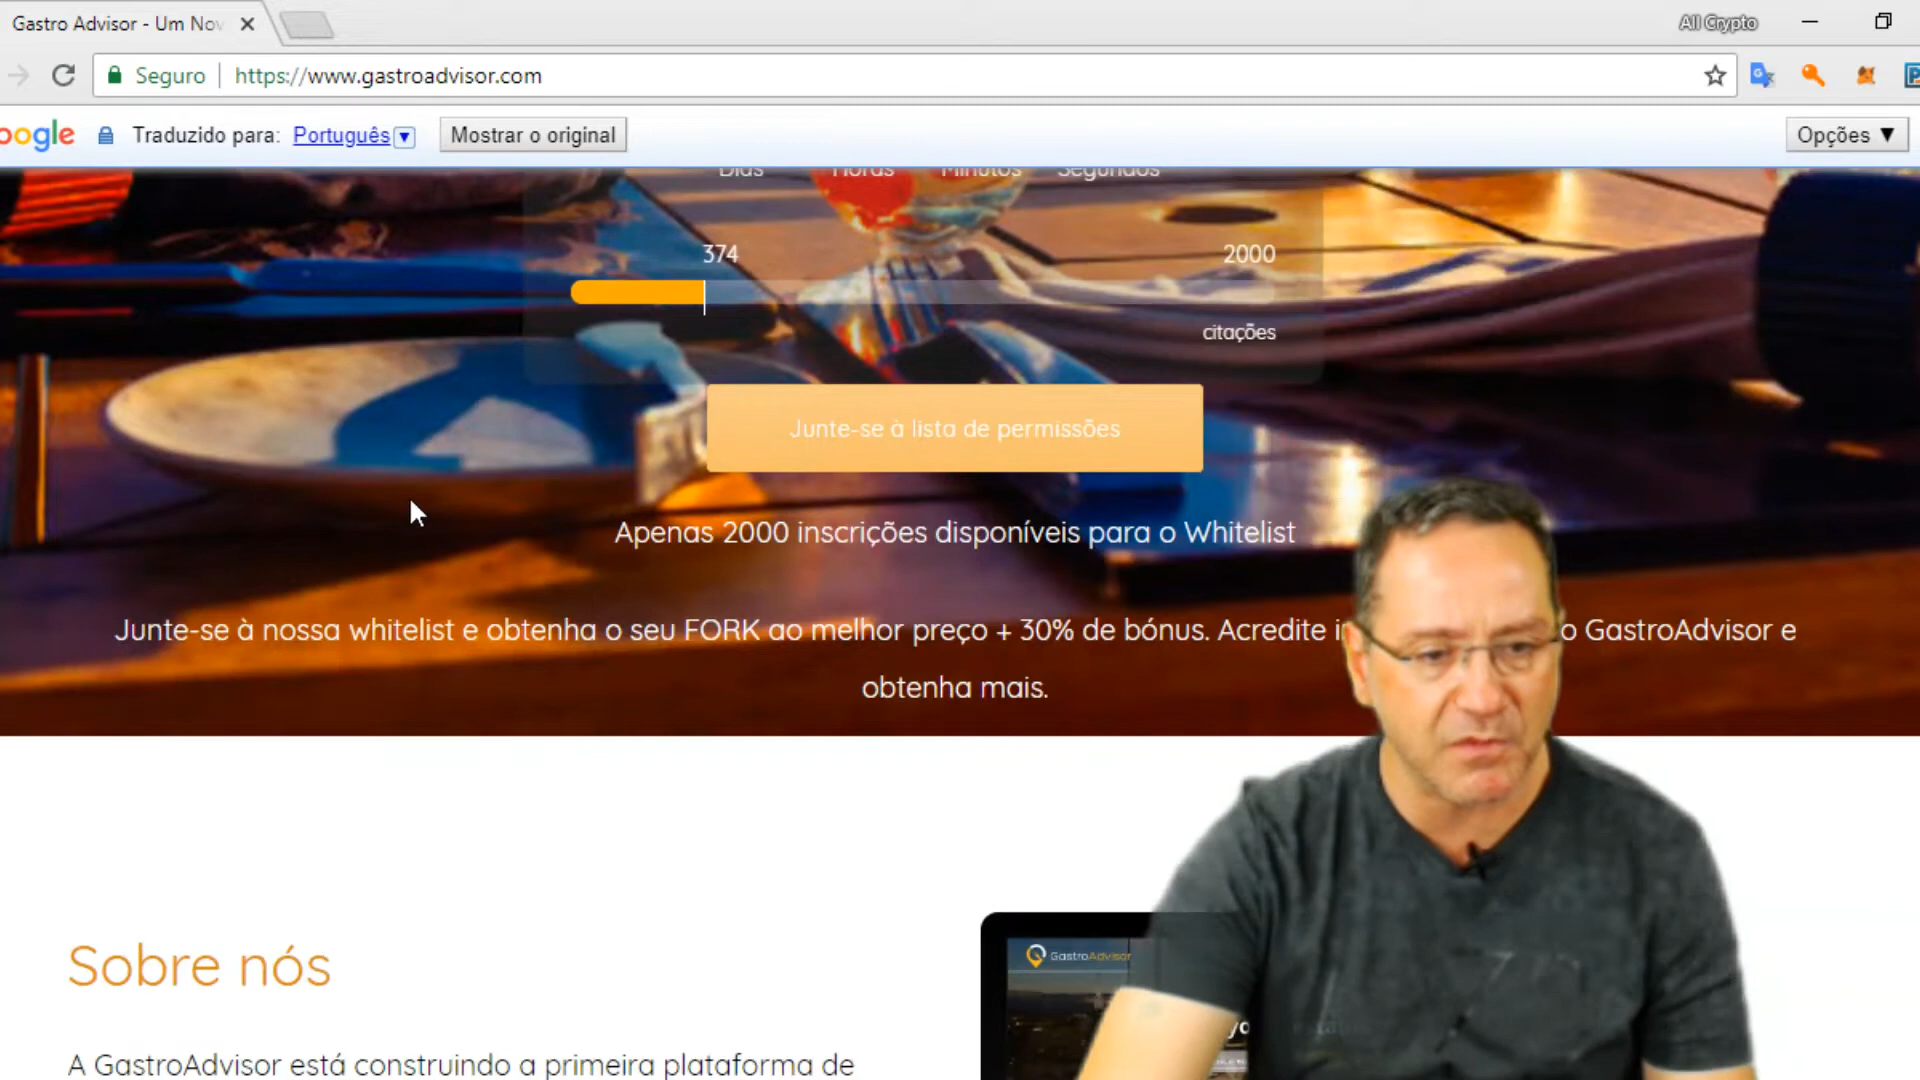 Gastro Advisor - Um Nov
All Crypto
Seguro
https://www.gastroadvisor.com
oogle
Traduzido para: Português
Mostrar o original
Opções ▼
Dias Horas Minutos Segundos
374 2000
citações
Junte-se à lista de permissões
Apenas 2000 inscrições disponíveis para o Whitelist
Junte-se à nossa whitelist e obtenha o seu FORK ao melhor preço + 30% de bónus. Acredite o GastroAdvisor e
obtenha mais.
Sobre nós
GastroAdvisor
A GastroAdvisor está construindo a primeira plataforma de